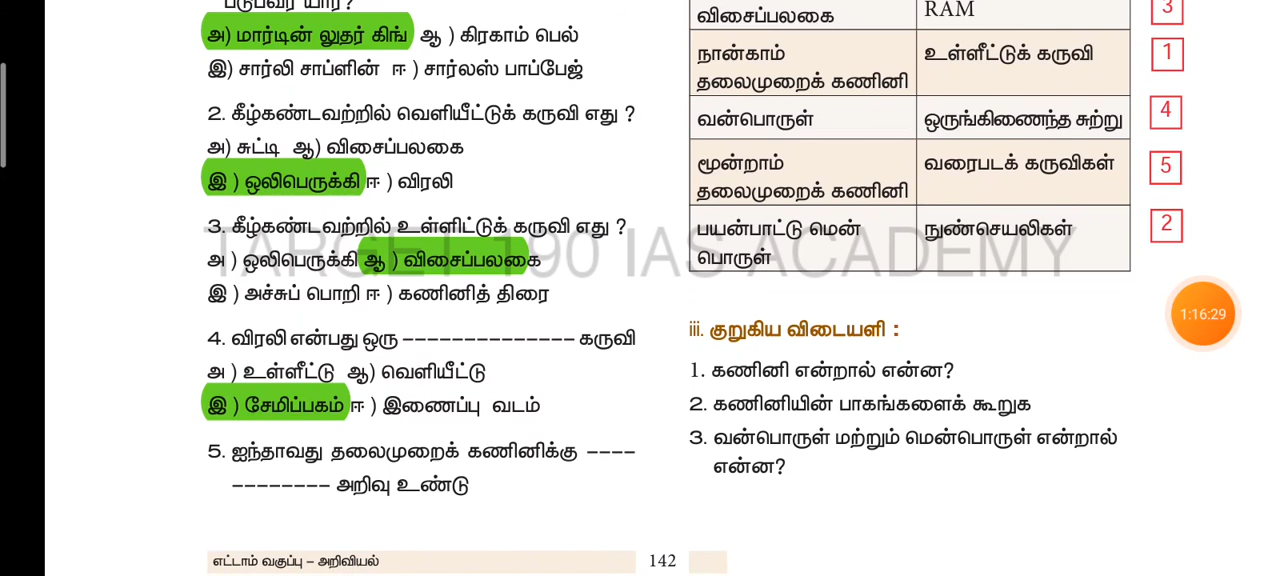 படுபவர் யார்?
அ) மார்டின் லுதர் கிங் ஆ ) கிரகாம் பெல்
இ) சார்லி சாப்ளின் ஈ ) சார்லஸ் பாப்பேஜ்
2. கீழ்கண்டவற்றில் வெளியீட்டுக் கருவி எது ?
அ) சுட்டி ஆ) விசைப்பலகை
இ ) ஒலிபெருக்கி ஈ ) விரலி
3. கீழ்கண்டவற்றில் உள்ளிட்டுக் கருவி எது ?
அ ) ஒலிபெருக்கி ஆ ) விசைப்பலகை
இ ) அச்சுப் பொறி ஈ ) கணினித் திரை
4. விரலி என்பது ஒரு --------------- கருவி
அ ) உள்ளீட்டு ஆ) வெளியீட்டு
இ ) சேமிப்பகம் ஈ ) இணைப்பு வடம்
5. ஐந்தாவது தலைமுறைக் கணினிக்கு ----
---------- அறிவு உண்டு
விசைப்பலகை RAM 3
நான்காம் உள்ளீட்டுக் கருவி 1
தலைமுறைக் கணினி
வன்பொருள் ஒருங்கிணைந்த சுற்று 4
மூன்றாம் வரைபடக் கருவிகள் 5
தலைமுறைக் கணினி
பயன்பாட்டு மென் நுண்செயலிகள் 2
பொருள்
TARGET 190 IAS ACADEMY
1:16:29
iii. குறுகிய விடையளி :
1. கணினி என்றால் என்ன?
2. கணினியின் பாகங்களைக் கூறுக
3. வன்பொருள் மற்றும் மென்பொருள் என்றால்
என்ன?
எட்டாம் வகுப்பு – அறிவியல் 142